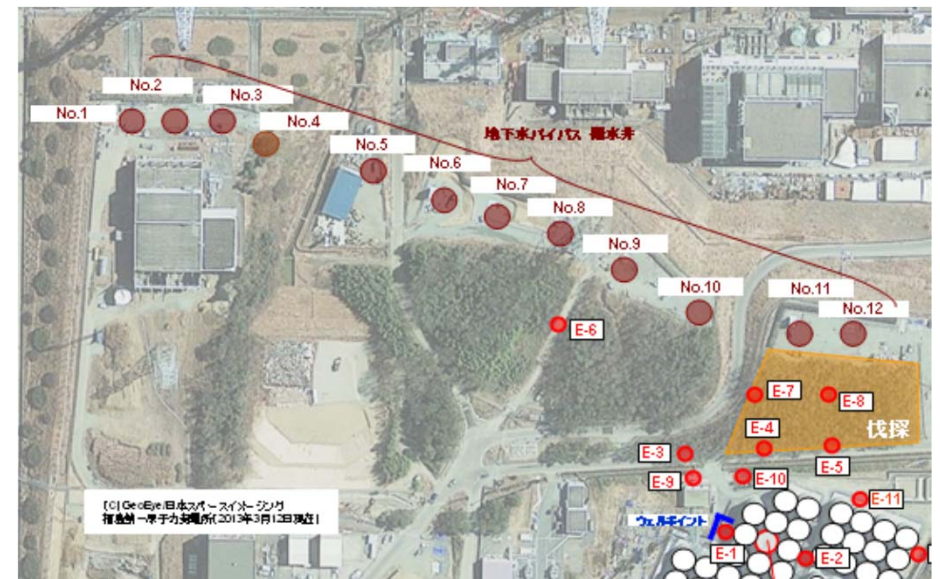 No.1
No.2
No.3
No.4
No.5
No.6
No.7
No.8
No.9
No.10
No.11
No.12
地下水バイパス 揚水井
E-6
E-7
E-8
伐採
E-4
E-5
E-3
E-9
E-10
E-11
ウェルポイント
E-1
E-2
(C)GeoEye/日本スペースイメージング
福島第一原子力発電所(2013年3月12日現在)